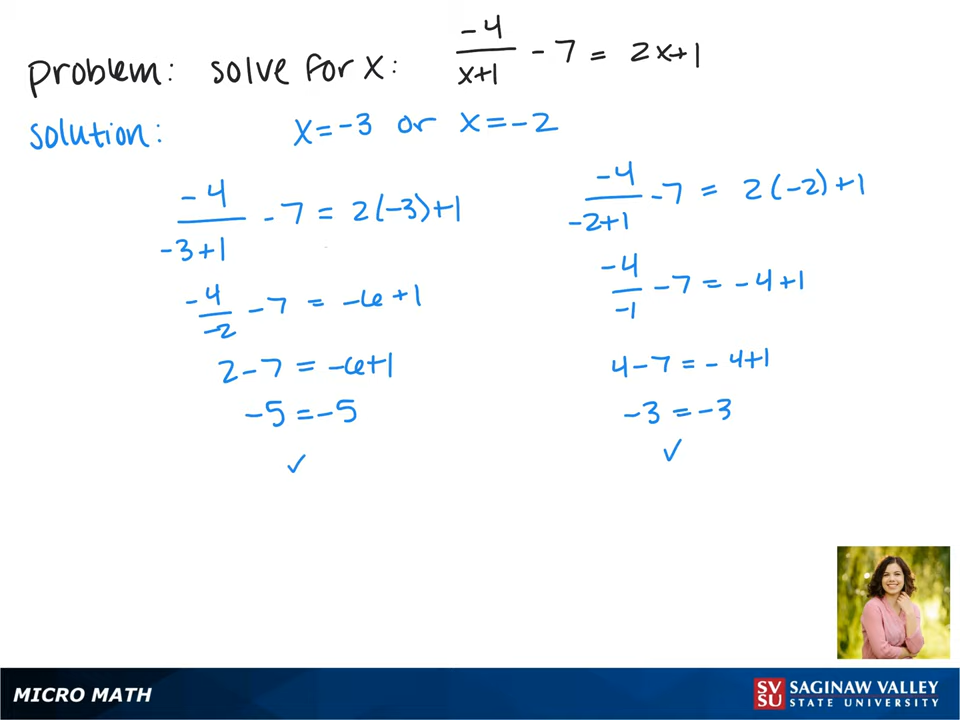 problem: solve for x: -4/(x+1) - 7 = 2x+1
solution: x=-3 or x=-2
-4/(-3+1) - 7 = 2(-3)+1
-4/-2 - 7 = -6+1
2-7 = -6+1
-5 = -5
✓
-4/(-2+1) - 7 = 2(-2)+1
-4/-1 - 7 = -4+1
4-7 = -4+1
-3 = -3
✓
MICRO MATH
SV SU SAGINAW VALLEY
STATE UNIVERSITY